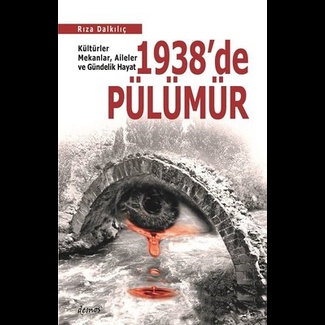 Rıza Dalkılıç
Kültürler
Mekanlar, Aileler
ve Gündelik Hayat
1938'de
PÜLÜMÜR
demos